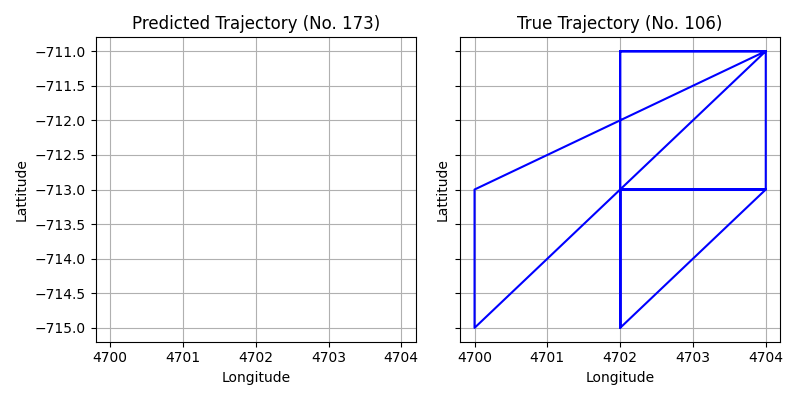 Predicted Trajectory (No. 173)
True Trajectory (No. 106)
−711.0
−711.5
−712.0
−712.5
−713.0
−713.5
−714.0
−714.5
−715.0
Lattitude
Lattitude
4700 4701 4702 4703 4704
4700 4701 4702 4703 4704
Longitude
Longitude